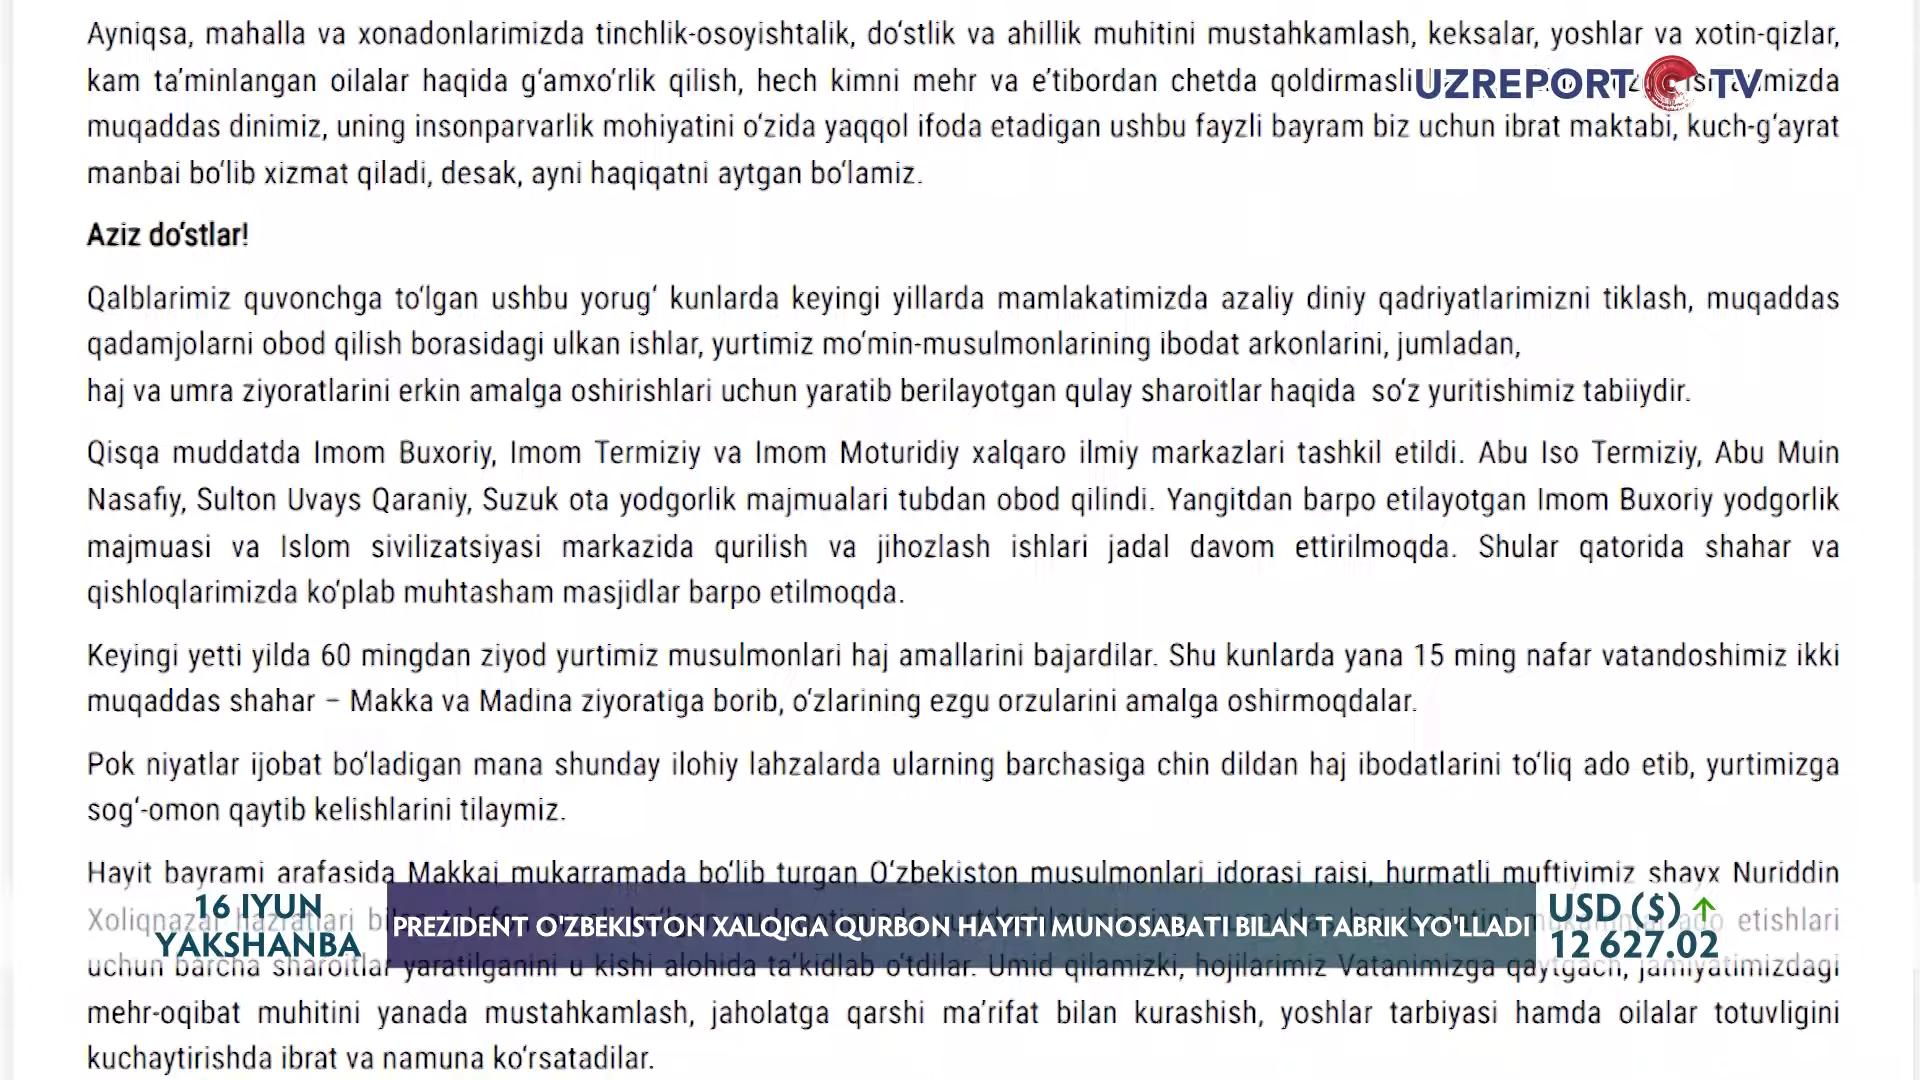 Ayniqsa, mahalla va xonadonlarimizda tinchlik-osoyishtalik, do‘stlik va ahillik muhitini mustahkamlash, keksalar, yoshlar va xotin-qizlar,
kam ta’minlangan oilalar haqida g‘amxo‘rlik qilish, hech kimni mehr va e’tibordan chetda
UZREPORT TV
muqaddas dinimiz, uning insonparvarlik mohiyatini o‘zida yaqqol ifoda etadigan ushbu fayzli bayram biz uchun ibrat maktabi, kuch-g‘ayrat
manbai bo‘lib xizmat qiladi, desak, ayni haqiqatni aytgan bo‘lamiz.
Aziz do‘stlar!
Qalblarimiz quvonchga to‘lgan ushbu yorug‘ kunlarda keyingi yillarda mamlakatimizda azaliy diniy qadriyatlarimizni tiklash, muqaddas
qadamjolarni obod qilish borasidagi ulkan ishlar, yurtimiz mo‘min-musulmonlarining ibodat arkonlarini, jumladan,
haj va umra ziyoratlarini erkin amalga oshirishlari uchun yaratib berilayotgan qulay sharoitlar haqida so‘z yuritishimiz tabiiydir.
Qisqa muddatda Imom Buxoriy, Imom Termiziy va Imom Moturidiy xalqaro ilmiy markazlari tashkil etildi. Abu Iso Termiziy, Abu Muin
Nasafiy, Sulton Uvays Qaraniy, Suzuk ota yodgorlik majmualari tubdan obod qilindi. Yangitdan barpo etilayotgan Imom Buxoriy yodgorlik
majmuasi va Islom sivilizatsiyasi markazida qurilish va jihozlash ishlari jadal davom ettirilmoqda. Shular qatorida shahar va
qishloqlarimizda ko‘plab muhtasham masjidlar barpo etilmoqda.
Keyingi yetti yilda 60 mingdan ziyod yurtimiz musulmonlari haj amallarini bajardilar. Shu kunlarda yana 15 ming nafar vatandoshimiz ikki
muqaddas shahar – Makka va Madina ziyoratiga borib, o‘zlarining ezgu orzularini amalga oshirmoqdalar.
Pok niyatlar ijobat bo‘ladigan mana shunday ilohiy lahzalarda ularning barchasiga chin dildan haj ibodatlarini to‘liq ado etib, yurtimizga
sog‘-omon qaytib kelishlarini tilaymiz.
Hayit bayrami arafasida Makkai mukarramada bo‘lib turgan O‘zbekiston musulmonlari idorasi raisi, hurmatli muftiyimiz shayx Nuriddin
Xoliqnazar hazratlari etishlari
16 IYUN
YAKSHANBA
PREZIDENT O'ZBEKISTON XALQIGA QURBON HAYITI MUNOSABATI BILAN TABRIK YO'LLADI
USD ($)
12 627.02
uchun barcha sharoitlar yaratilganini u kishi alohida ta’kidlab o‘tdilar. Umid qilamizki, hojilarimiz Vatanimizga qaytgach, jamiyatimizdagi
mehr-oqibat muhitini yanada mustahkamlash, jaholatga qarshi ma’rifat bilan kurashish, yoshlar tarbiyasi hamda oilalar totuvligini
kuchaytirishda ibrat va namuna ko‘rsatadilar.